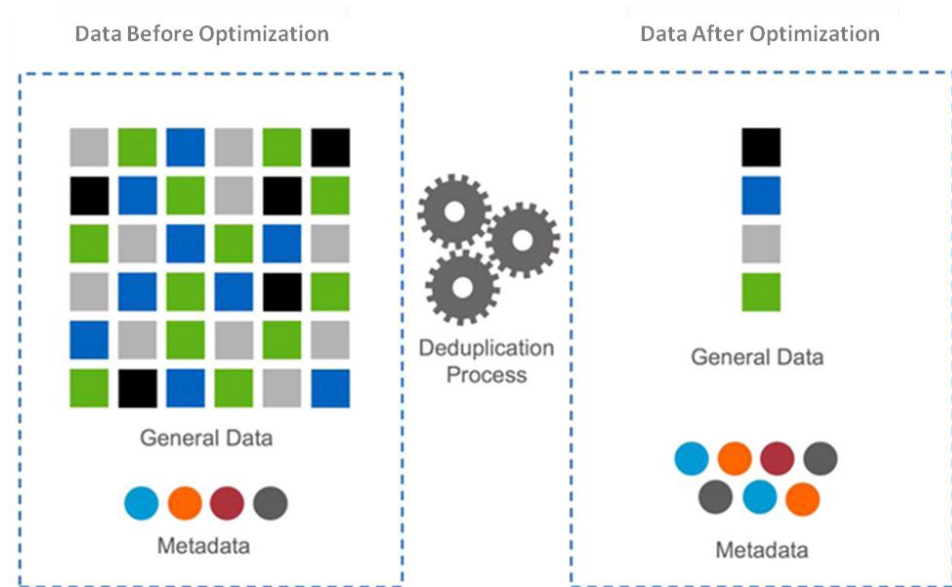 Data Before Optimization
Data After Optimization
Deduplication
Process
General Data
General Data
Metadata
Metadata